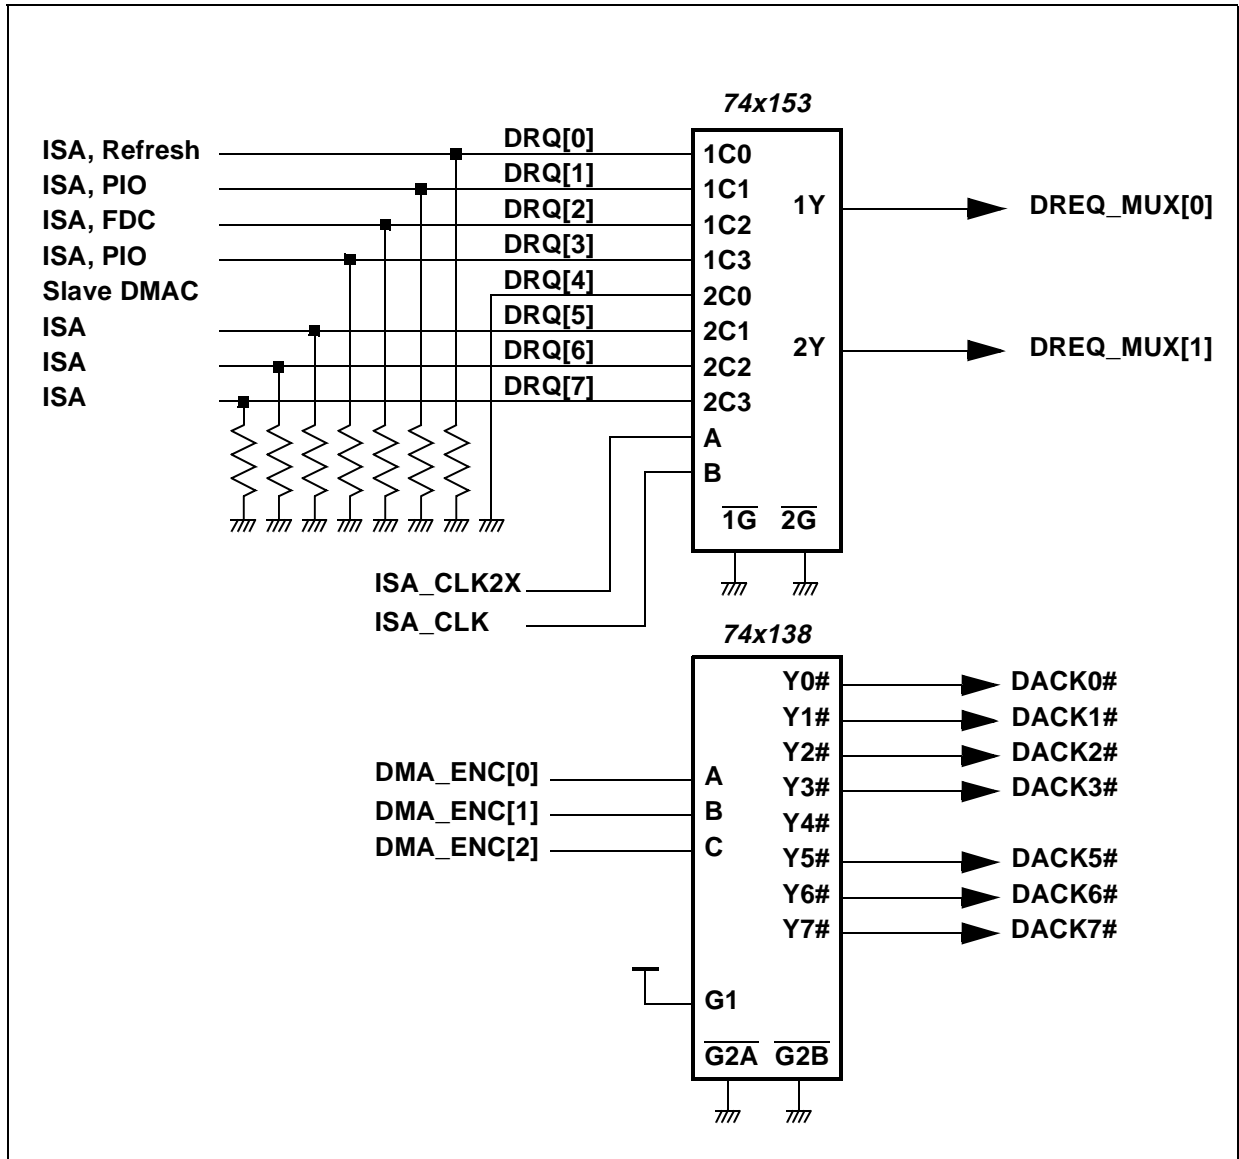 74x153
ISA, Refresh DRQ[0] 1C0
ISA, PIO DRQ[1] 1C1
1Y DREQ_MUX[0]
ISA, FDC DRQ[2] 1C2
ISA, PIO DRQ[3] 1C3
Slave DMAC DRQ[4] 2C0
ISA DRQ[5] 2C1
2Y DREQ_MUX[1]
ISA DRQ[6] 2C2
ISA DRQ[7] 2C3
A
B
1G 2G
ISA_CLK2X
ISA_CLK
74x138
Y0# DACK0#
Y1# DACK1#
Y2# DACK2#
DMA_ENC[0] A Y3# DACK3#
DMA_ENC[1] B Y4#
DMA_ENC[2] C Y5# DACK5#
Y6# DACK6#
Y7# DACK7#
G1
G2A G2B